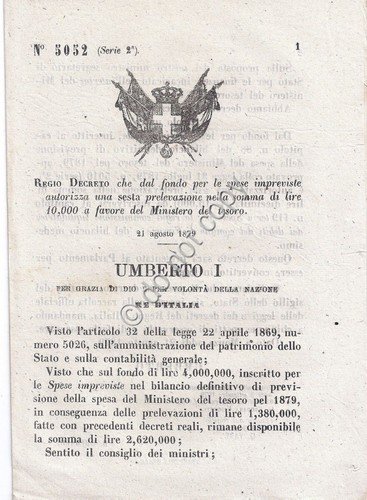 N° 5052 (Serie 2ª).
1
REGIO DECRETO che dal fondo per le spese impreviste
autorizza una sesta prelevazione nella somma di lire
10,000 a favore del Ministero del tesoro.
21 agosto 1879
UMBERTO I
PER GRAZIA DI DIO E PER VOLONTÀ DELLA NAZIONE
RE D'ITALIA
Visto l'articolo 32 della legge 22 aprile 1869, nu-
mero 5026, sull'amministrazione del patrimonio dello
Stato e sulla contabilità generale;
Visto che sul fondo di lire 4,000,000, inscritto per
le Spese impreviste nel bilancio definitivo di previ-
sione della spesa del Ministero del tesoro pel 1879,
in conseguenza delle prelevazioni di lire 1,380,000,
fatte con precedenti decreti reali, rimane disponibile
la somma di lire 2,620,000;
Sentito il consiglio dei ministri;